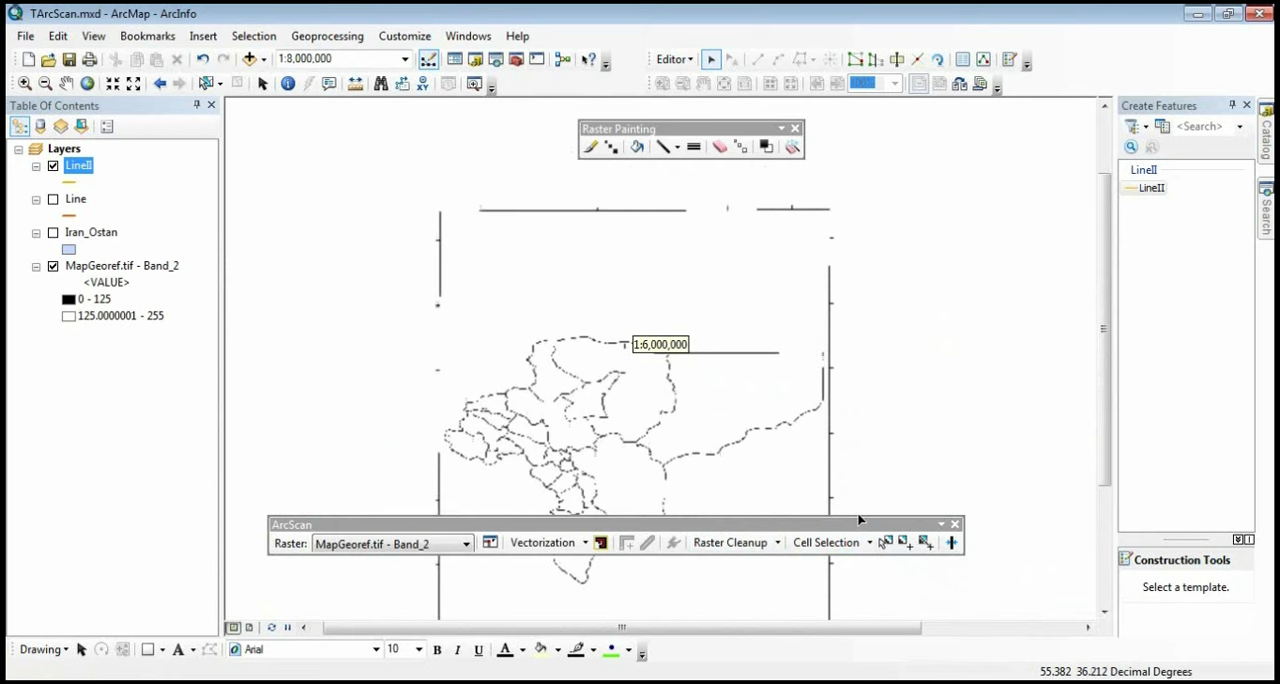 TArcScan.mxd - ArcMap - ArcInfo
File Edit View Bookmarks Insert Selection Geoprocessing Customize Windows Help
1:8,000,000
Editor
Table Of Contents
Layers
LineII
Line
Iran_Ostan
MapGeoref.tif - Band_2
<VALUE>
0 - 125
125.0000001 - 255
Raster Painting
1:6,000,000
ArcScan
Raster: MapGeoref.tif - Band_2 Vectorization Raster Cleanup Cell Selection
Create Features
<Search>
LineII
LineII
Construction Tools
Select a template.
Catalog
Search
Drawing A Arial 10 B I U A
55.382 36.212 Decimal Degrees